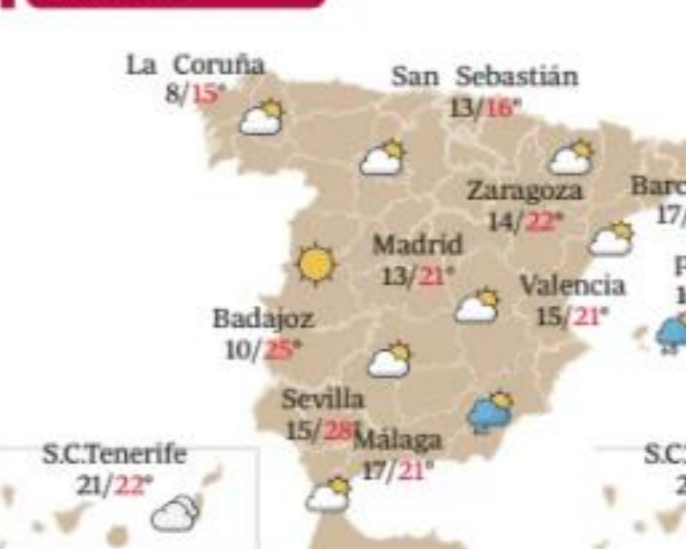 La Coruña
8/15°
San Sebastián
13/16°
Zaragoza
14/22°
17/
Madrid
13/21°
Valencia
15/21°
Badajoz
10/25°
Sevilla
15/28°
Málaga
17/21°
S.C.Tenerife
21/22°
S.C.